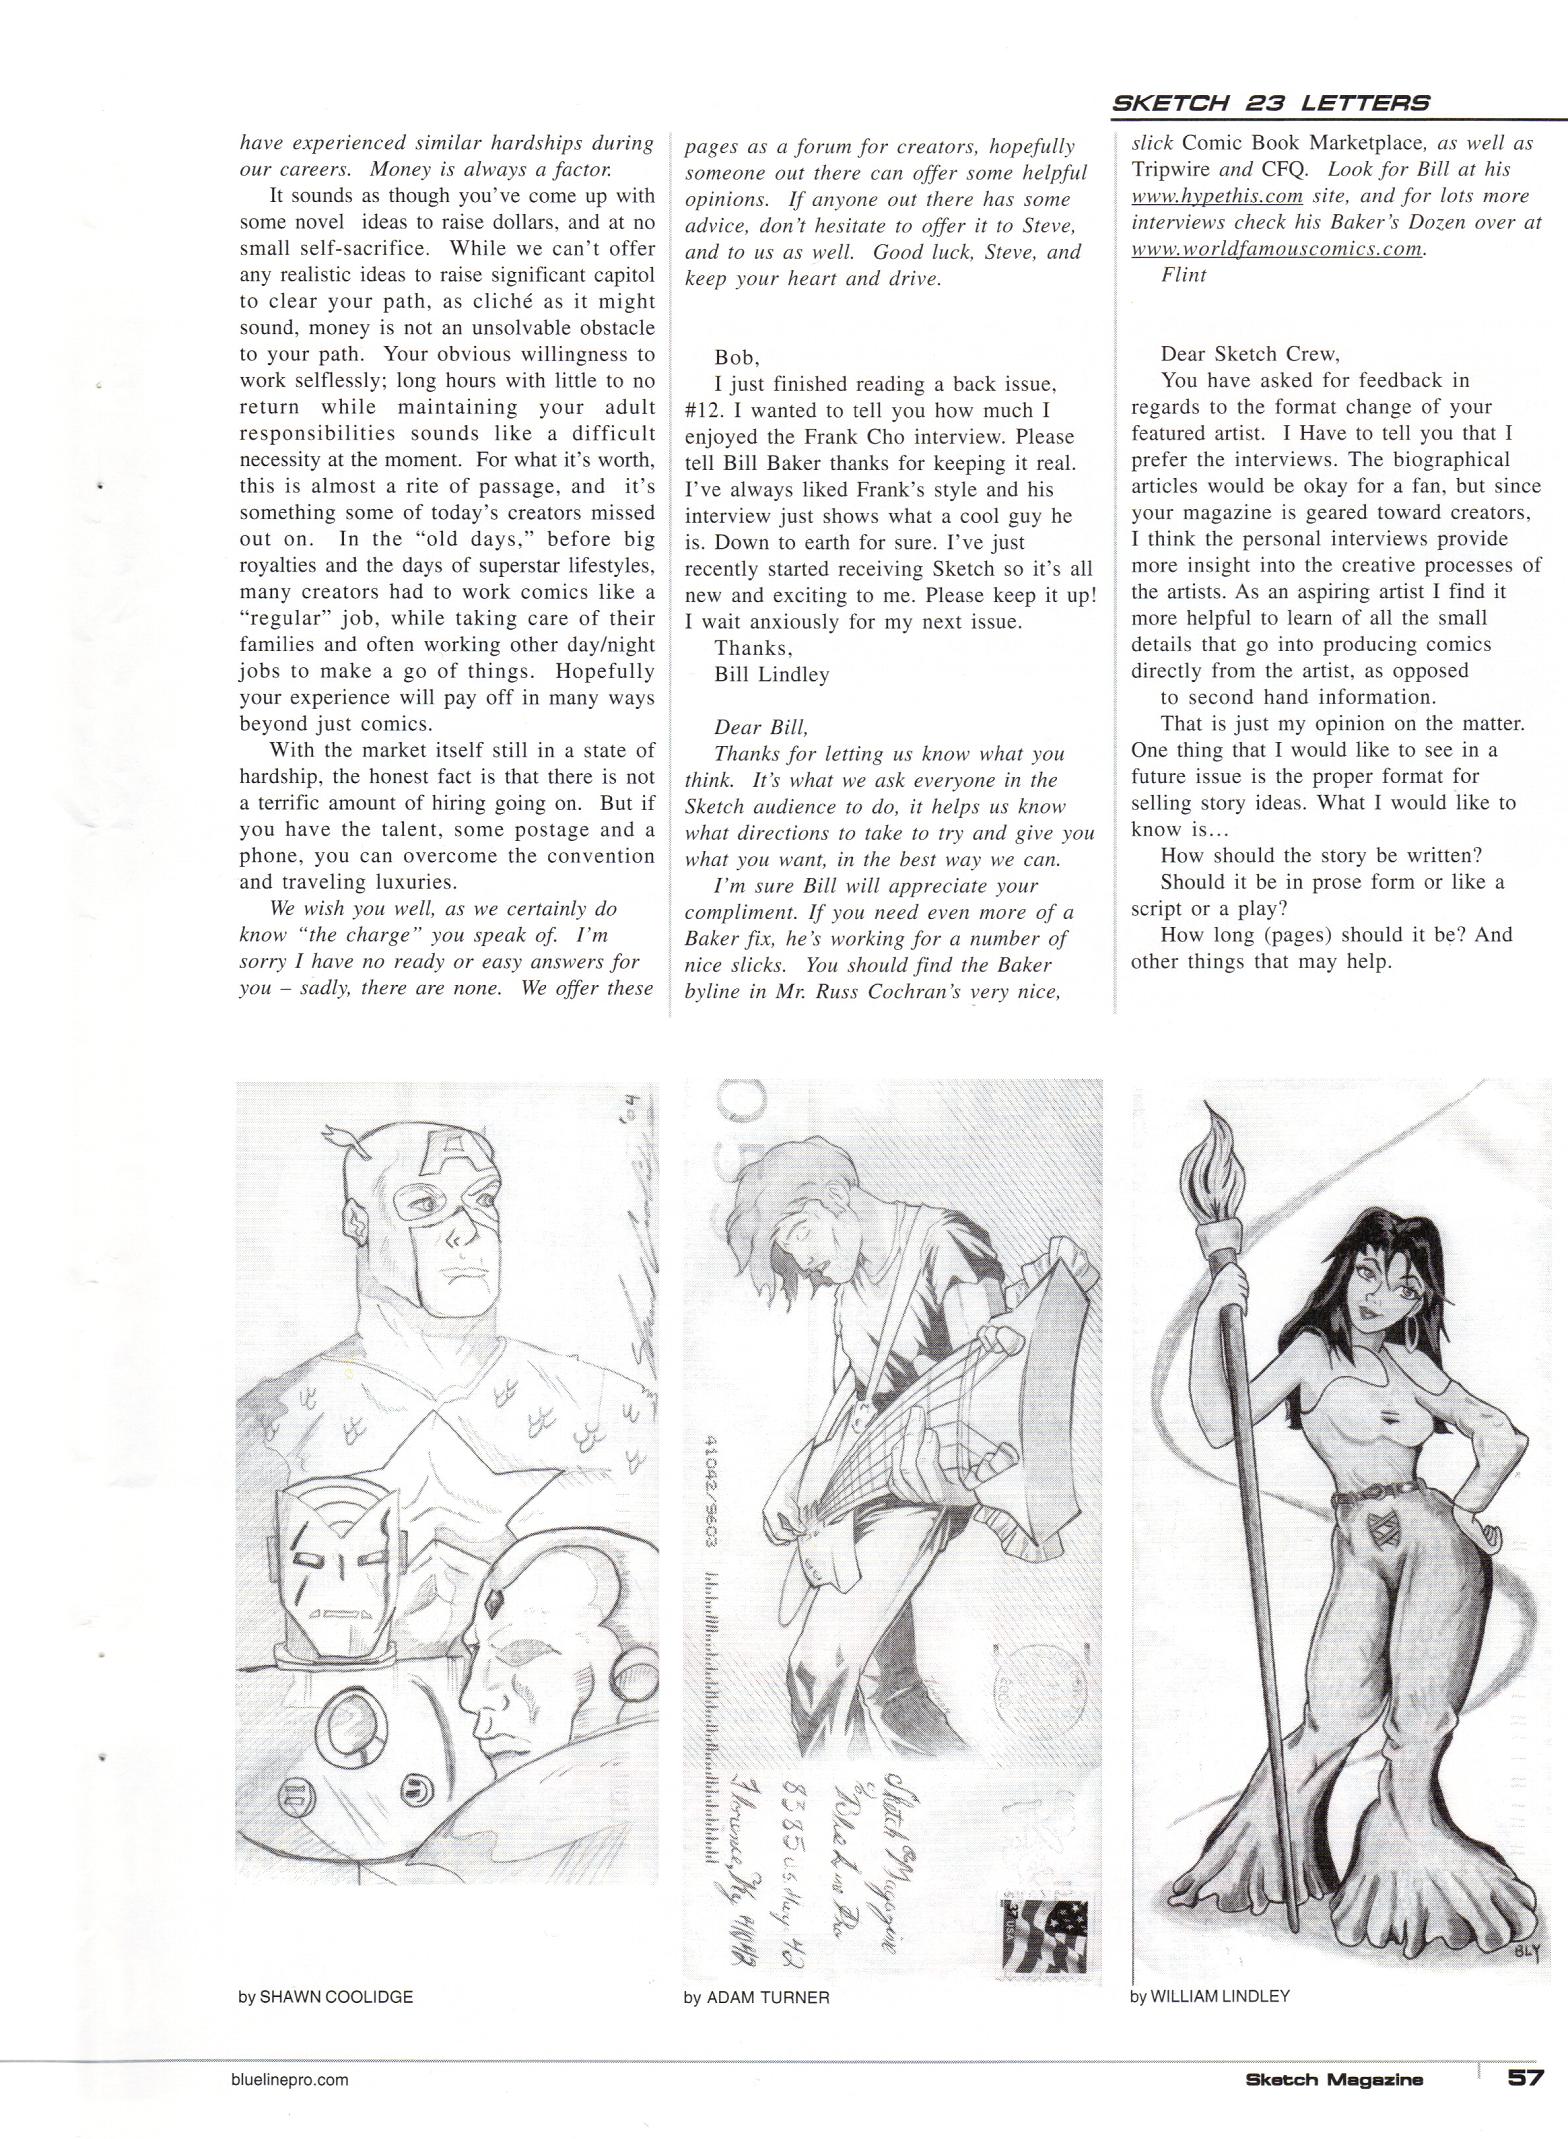 SKETCH 23 LETTERS
have experienced similar hardships during
our careers.  Money is always a factor.
It sounds as though you've come up with
some novel  ideas to raise dollars, and at no
small self-sacrifice.  While we can't offer
any realistic ideas to raise significant capitol
to clear your path, as cliché as it might
sound, money is not an unsolvable obstacle
to your path.  Your obvious willingness to
work selflessly; long hours with little to no
return while maintaining your adult
responsibilities sounds like a difficult
necessity at the moment.  For what it's worth,
this is almost a rite of passage, and  it's
something some of today's creators missed
out on.  In the “old days,” before big
royalties and the days of superstar lifestyles,
many creators had to work comics like a
“regular” job, while taking care of their
families and often working other day/night
jobs to make a go of things.  Hopefully
your experience will pay off in many ways
beyond just comics.
With the market itself still in a state of
hardship, the honest fact is that there is not
a terrific amount of hiring going on.  But if
you have the talent, some postage and a
phone, you can overcome the convention
and traveling luxuries.
We wish you well, as we certainly do
know “the charge” you speak of.  I'm
sorry I have no ready or easy answers for
you – sadly, there are none.  We offer these
pages as a forum for creators, hopefully
someone out there can offer some helpful
opinions.  If anyone out there has some
advice, don't hesitate to offer it to Steve,
and to us as well.  Good luck, Steve, and
keep your heart and drive.
Bob,
I just finished reading a back issue,
#12. I wanted to tell you how much I
enjoyed the Frank Cho interview. Please
tell Bill Baker thanks for keeping it real.
I've always liked Frank's style and his
interview just shows what a cool guy he
is. Down to earth for sure. I've just
recently started receiving Sketch so it's all
new and exciting to me. Please keep it up!
I wait anxiously for my next issue.
Thanks,
Bill Lindley
Dear Bill,
Thanks for letting us know what you
think.  It's what we ask everyone in the
Sketch audience to do, it helps us know
what directions to take to try and give you
what you want, in the best way we can.
I'm sure Bill will appreciate your
compliment. If you need even more of a
Baker fix, he's working for a number of
nice slicks.  You should find the Baker
byline in Mr. Russ Cochran's very nice,
slick Comic Book Marketplace, as well as
Tripwire and CFQ.  Look for Bill at his
www.hypethis.com site, and for lots more
interviews check his Baker's Dozen over at
www.worldfamouscomics.com.
Flint
Dear Sketch Crew,
You have asked for feedback in
regards to the format change of your
featured artist.  I Have to tell you that I
prefer the interviews. The biographical
articles would be okay for a fan, but since
your magazine is geared toward creators,
I think the personal interviews provide
more insight into the creative processes of
the artists. As an aspiring artist I find it
more helpful to learn of all the small
details that go into producing comics
directly from the artist, as opposed
to second hand information.
That is just my opinion on the matter.
One thing that I would like to see in a
future issue is the proper format for
selling story ideas. What I would like to
know is...
How should the story be written?
Should it be in prose form or like a
script or a play?
How long (pages) should it be? And
other things that may help.
'04
A
41042/9603
Sketch Magazine
Blue Line Pro
8385 U.S. Hwy 42
Florence, Ky
37 USA
BLY
by SHAWN COOLIDGE
by ADAM TURNER
by WILLIAM LINDLEY
bluelinepro.com
Sketch Magazine
57